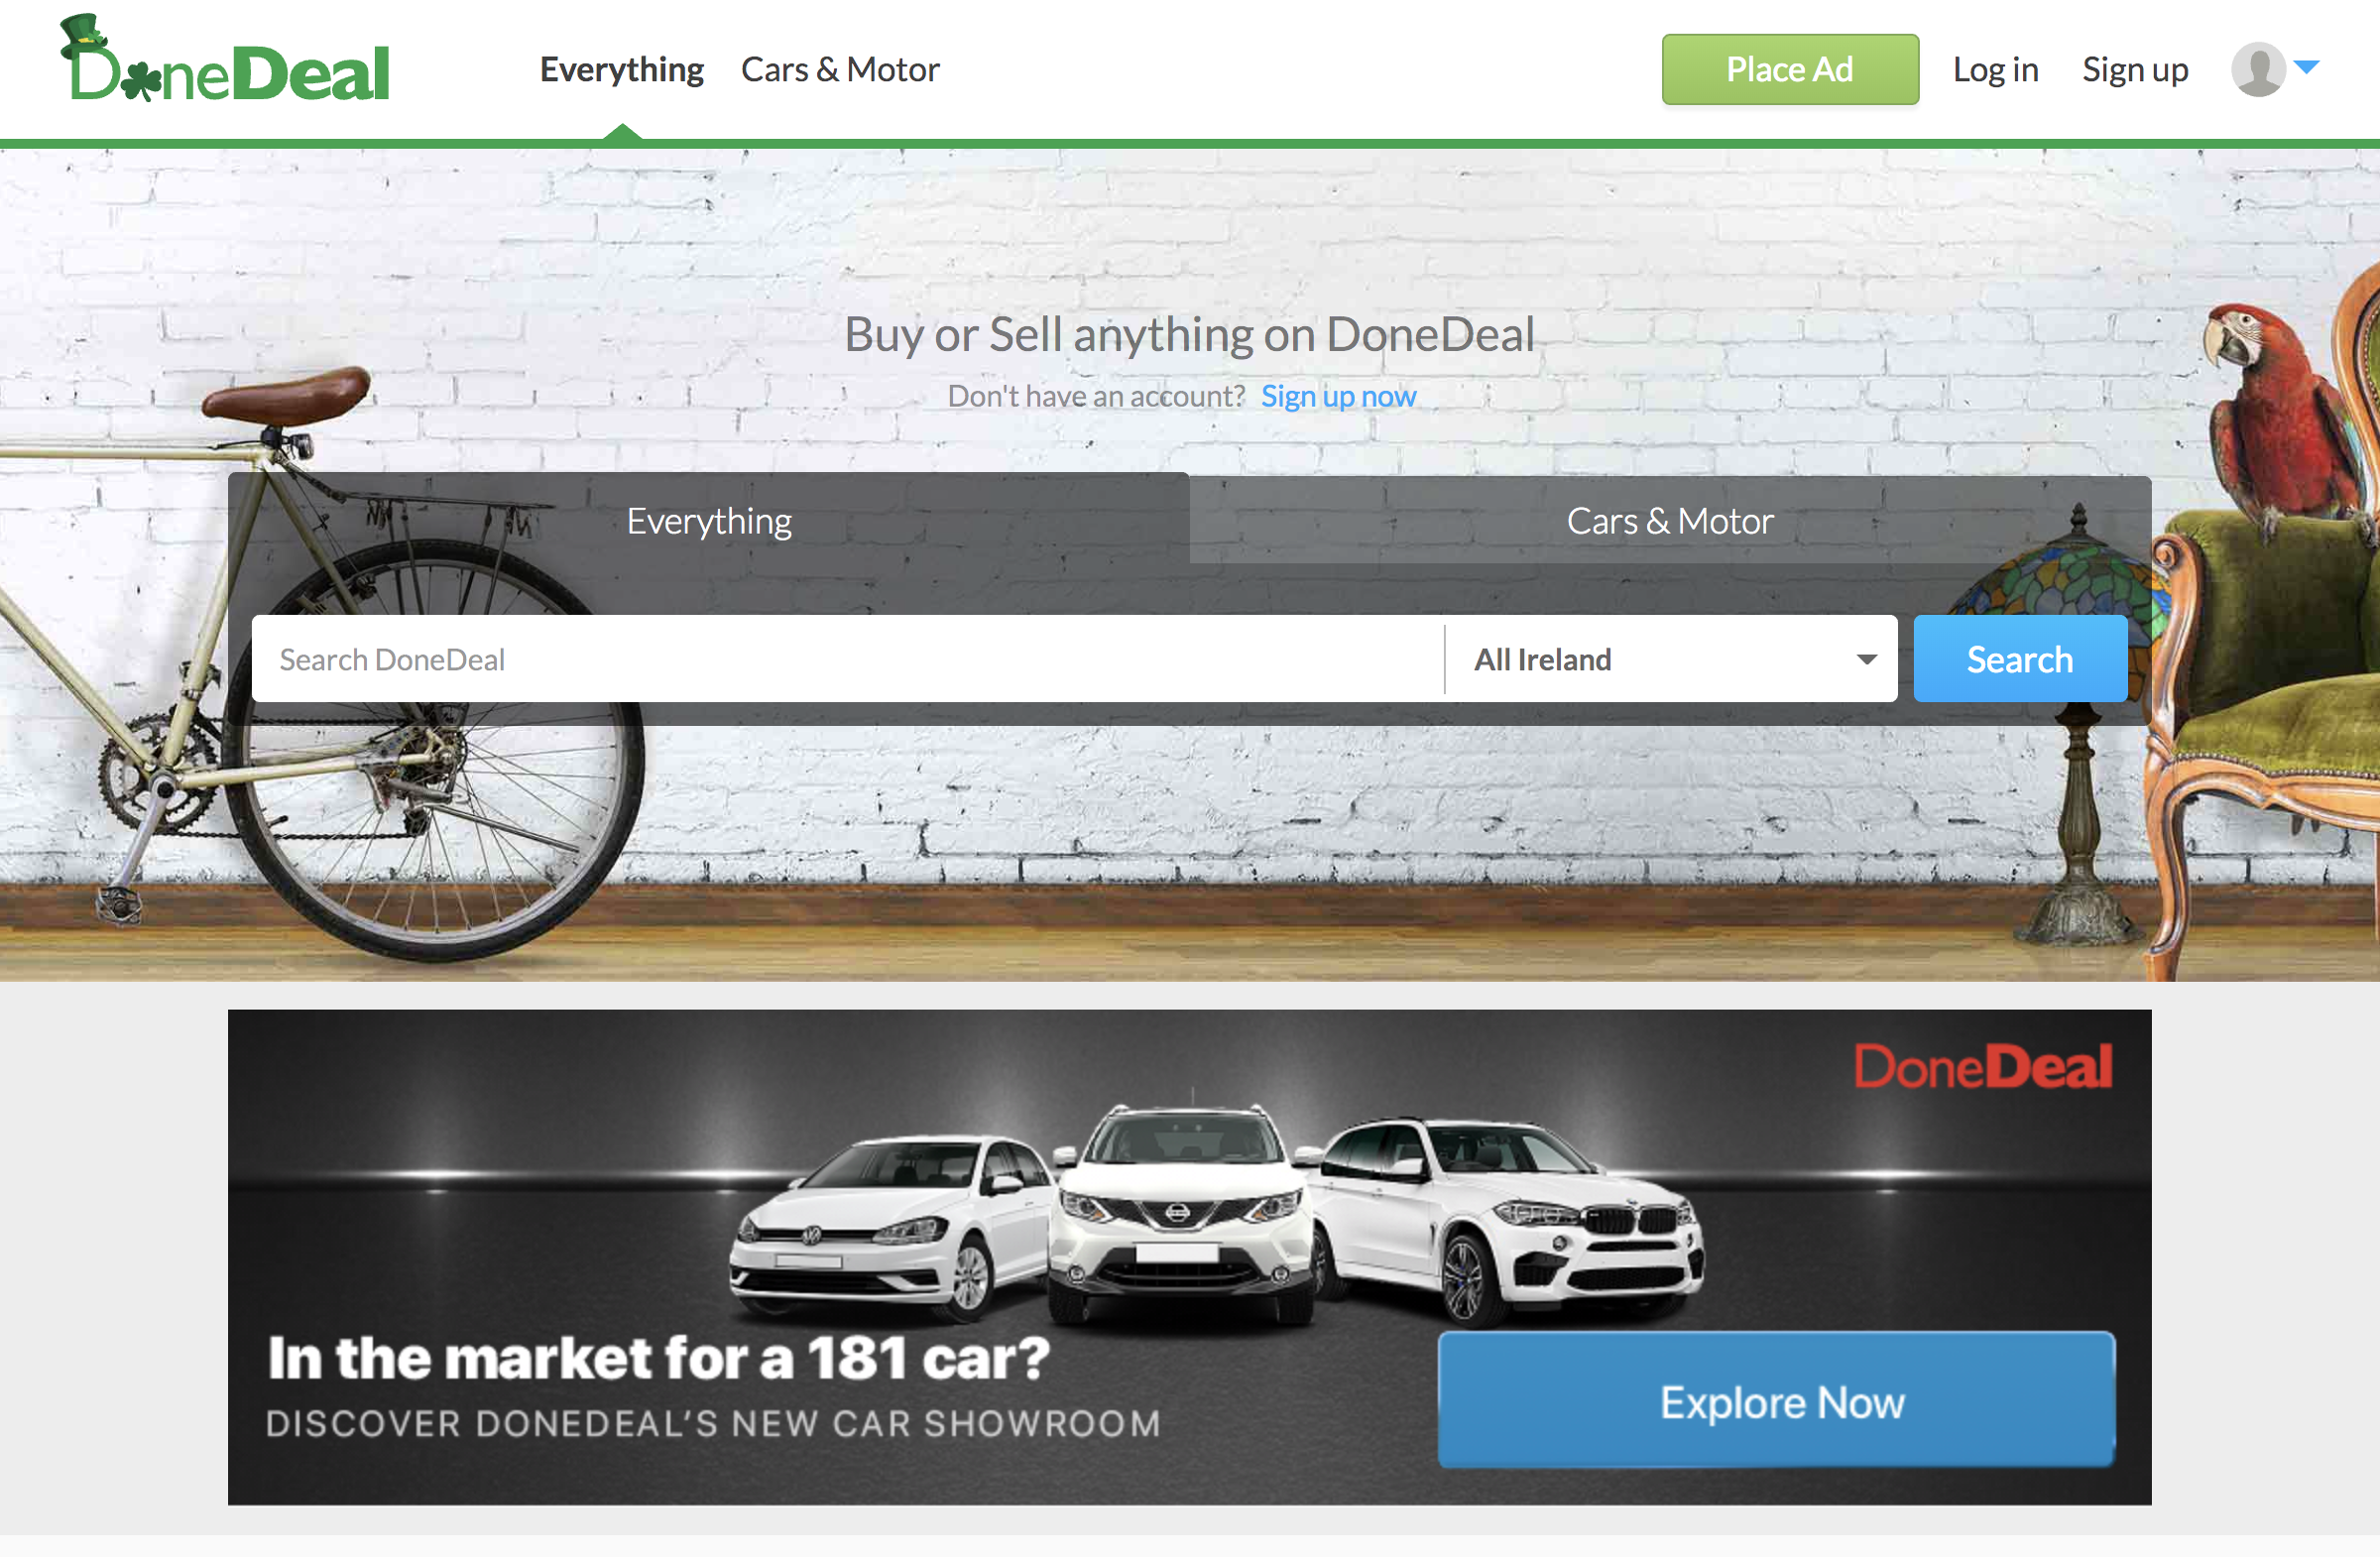 DoneDeal
Everything Cars & Motor Place Ad Log in Sign up
Buy or Sell anything on DoneDeal
Don't have an account? Sign up now
Everything Cars & Motor
Search DoneDeal All Ireland Search
DoneDeal
In the market for a 181 car?
DISCOVER DONEDEAL'S NEW CAR SHOWROOM
Explore Now